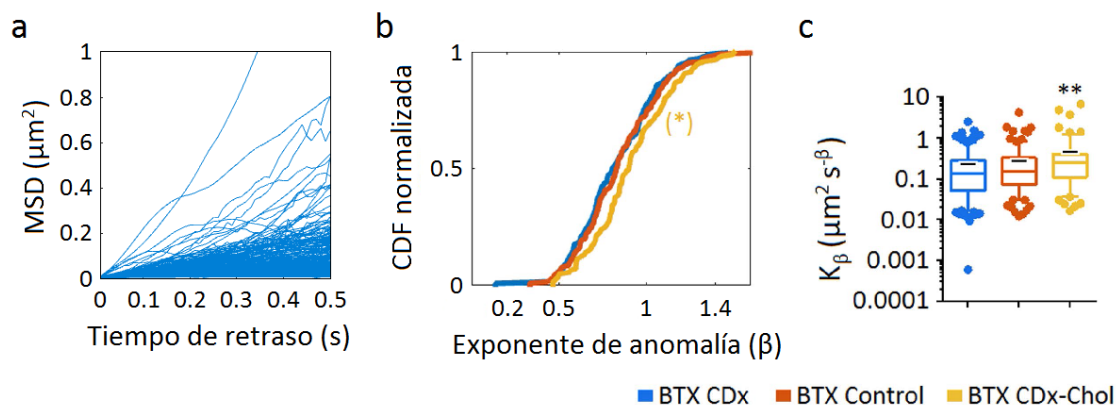 a
MSD (µm²)
1
0.8
0.6
0.4
0.2
0
0 0.1 0.2 0.3 0.4 0.5
Tiempo de retraso (s)
b
CDF normalizada
1
0.5
0
(*)
0.2 0.5 1 1.4
Exponente de anomalía (β)
c
**
Kβ (µm² s⁻β)
10
1
0.1
0.01
0.001
0.0001
BTX CDx BTX Control BTX CDx-Chol